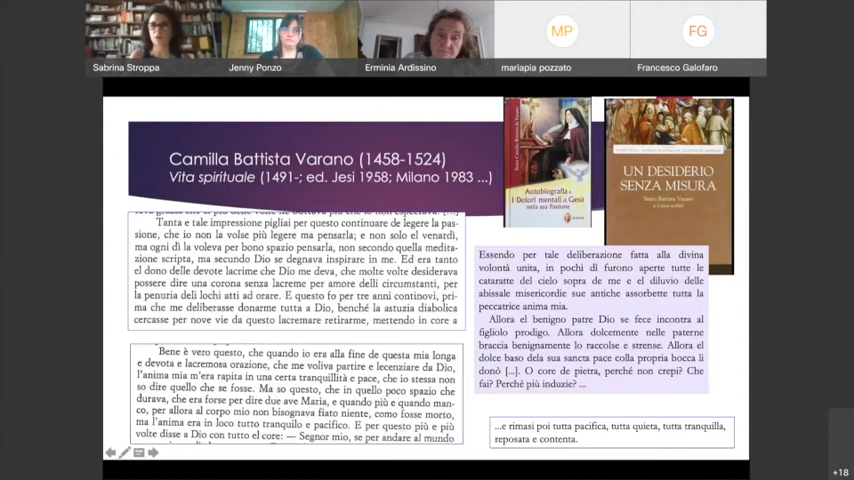 MP
FG
Sabrina Stroppa
Jenny Ponzo
Erminia Ardissino
mariapia pozzato
Francesco Galofaro
Camilla Battista Varano (1458-1524)
Vita spirituale (1491-; ed. Jesi 1958; Milano 1983 ...)
Autobiografia e
I Dolori mentali di Gesù
nella sua Passione
UN DESIDERIO
SENZA MISURA
Santa Battista Varano
e i suoi scritti
Tanta e tale impressione pigliai per questo continuare de legere la pas-
sione, che io non la volse più legere ma pensarla; e non solo el venardì,
ma ogni dì la voleva per bono spazio pensarla, non secondo quella medita-
zione scripta, ma secondo Dio se degnava inspirare in me. Ed era tanto
el dono delle devote lacrime che Dio me deva, che molte volte desiderava
possere dire una corona senza lacreme per amore delli circumstanti, per
la penuria deli lochi atti ad orare. E questo fo per tre anni continovi, pri-
ma che me deliberasse donarme tutta a Dio, benché la astuzia diabolica
cercasse per nove vie da questo lacremare retirarme, mettendo in core a
Bene è vero questo, che quando io era alla fine de questa mia longa
e devota e lacremosa orazione, che me voliva partire e lecenziare da Dio,
l'anima mia m'era rapita in una certa tranquillità e pace, che io stessa non
so dire quello che se fosse. Ma so questo, che in quello poco spazio che
durava, che era forse per dire due ave Maria, e quando più e quando man-
co, per allora al corpo mio non bisognava fiato niente, como fosse morto,
ma l'anima era in loco tutto tranquilo e pacifico. E per questo più e più
volte disse a Dio con tutto el core: — Segnor mio, se per andare al mundo
Essendo per tale deliberazione fatta alla divina
volontà unita, in pochi dì furono aperte tutte le
cataratte del cielo sopra de me e el diluvio delle
abissale misericordie sue antiche assorbette tutta la
peccatrice anima mia.
Allora el benigno patre Dio se fece incontra al
figliolo prodigo. Allora dolcemente nelle paterne
braccia benignamente lo raccolse e strense. Allora el
dolce baso dela sua sancta pace colla propria bocca li
donò [...]. O core de pietra, perché non crepi? Che
fai? Perché più induzie? ...
...e rimasi poi tutta pacifica, tutta quieta, tutta tranquilla,
reposata e contenta.
+18